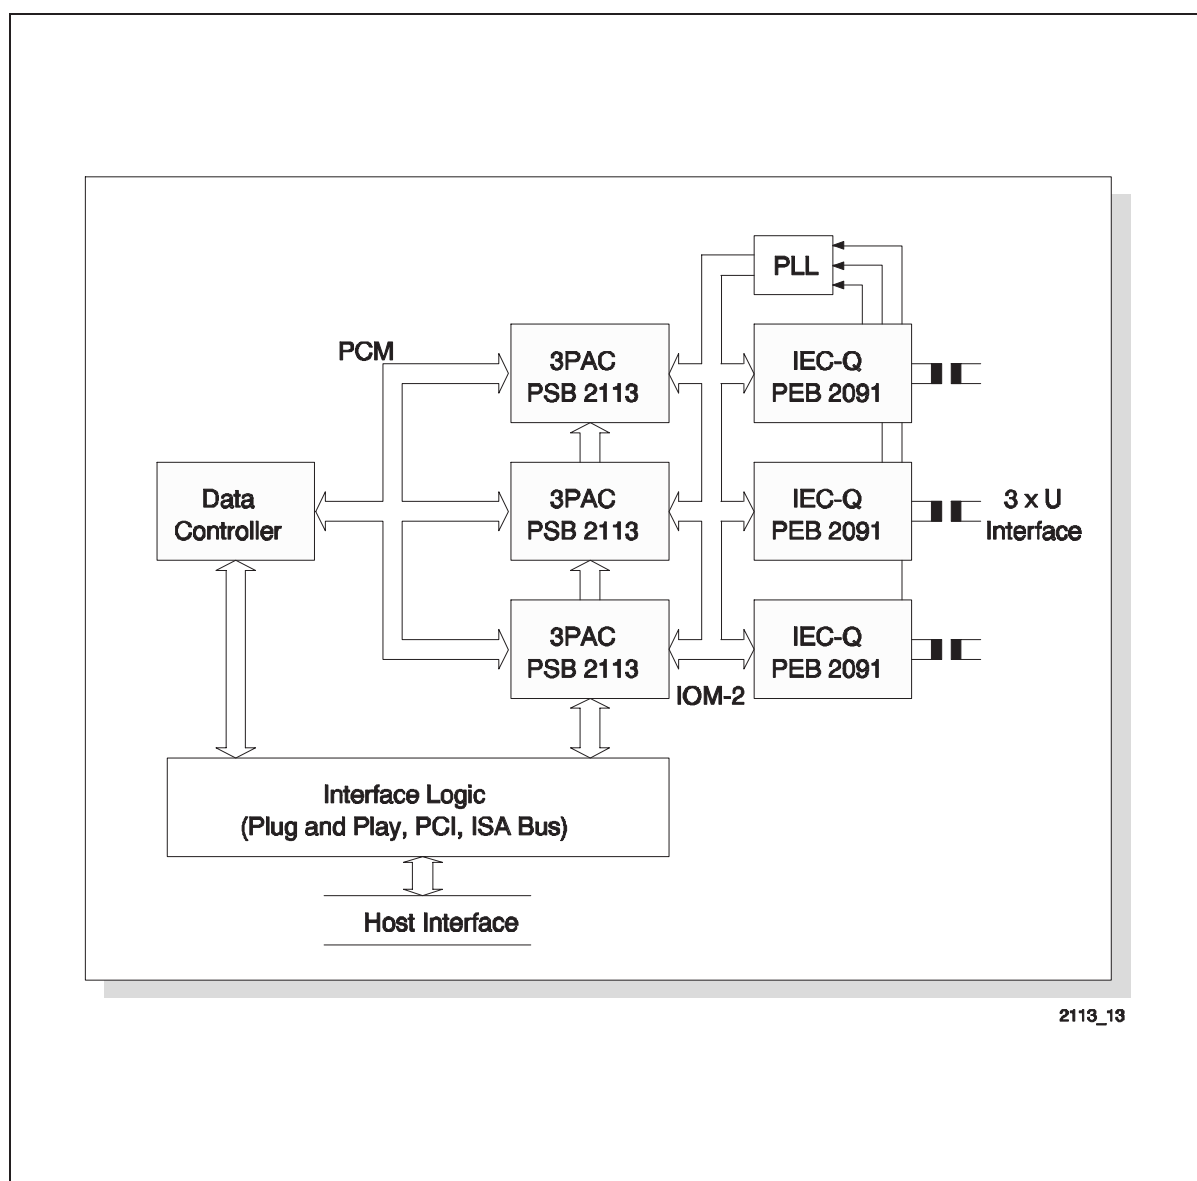 PLL
PCM
3PAC
PSB 2113
IEC-Q
PEB 2091
Data
Controller
3PAC
PSB 2113
IEC-Q
PEB 2091
3 x U
Interface
3PAC
PSB 2113
IEC-Q
PEB 2091
IOM-2
Interface Logic
(Plug and Play, PCI, ISA Bus)
Host Interface
2113_13